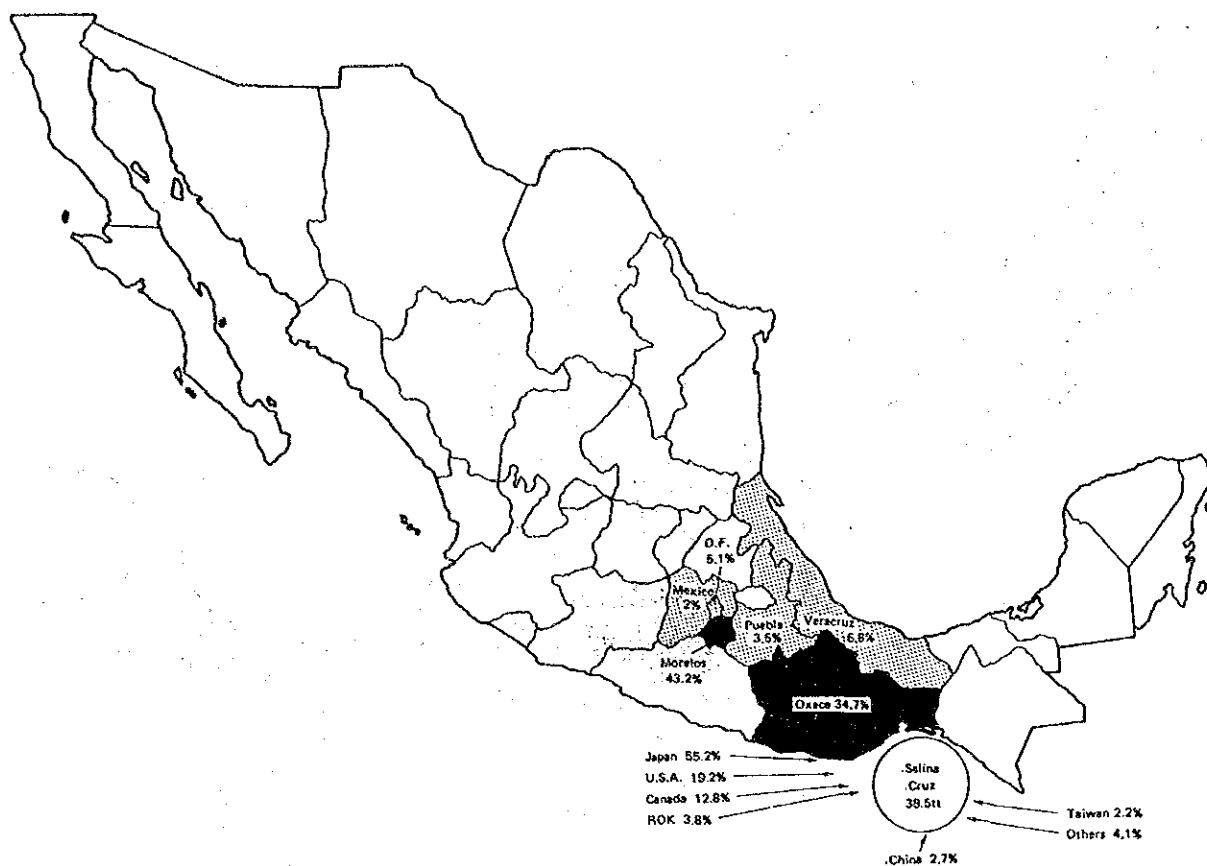 D.F.
5.1%
Mexico
2%
Puebla
3.5%
Veracruz
6.8%
Morelos
43.2%
Oxaca 34.7%
Japan 55.2%
U.S.A. 19.2%
Canada 12.8%
ROK 3.8%
.Salina
.Cruz
39.5tt
Taiwan 2.2%
Others 4.1%
.China 2.7%